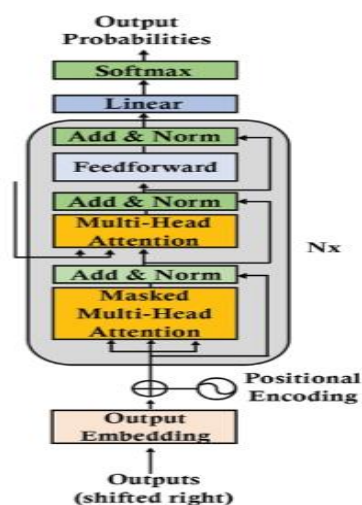 Output
Probabilities
Softmax
Linear
Add & Norm
Feedforward
Add & Norm
Multi-Head
Attention
Nx
Add & Norm
Masked
Multi-Head
Attention
Positional
Encoding
Output
Embedding
Outputs
(shifted right)